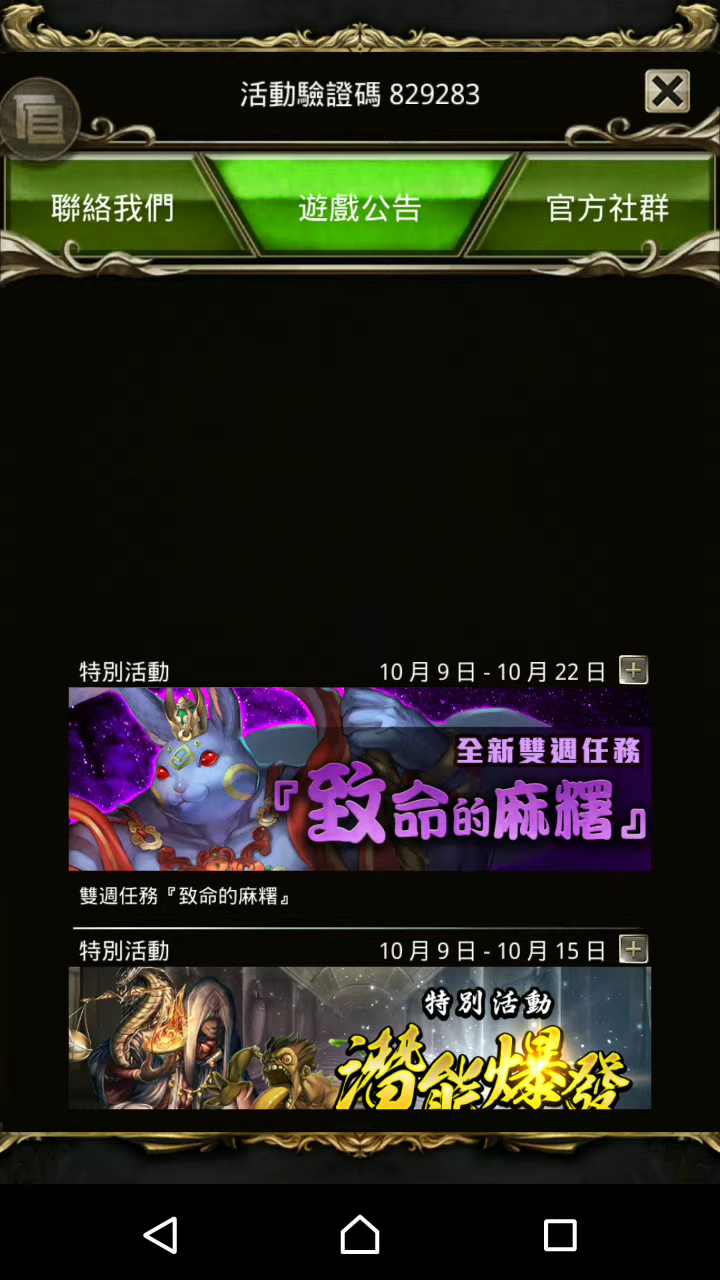 活動驗證碼 829283
聯絡我們
遊戲公告
官方社群
特別活動 10 月 9 日 - 10 月 22 日
全新雙週任務
『致命的麻糬』
雙週任務『致命的麻糬』
特別活動 10 月 9 日 - 10 月 15 日
特別活動
潛能爆發